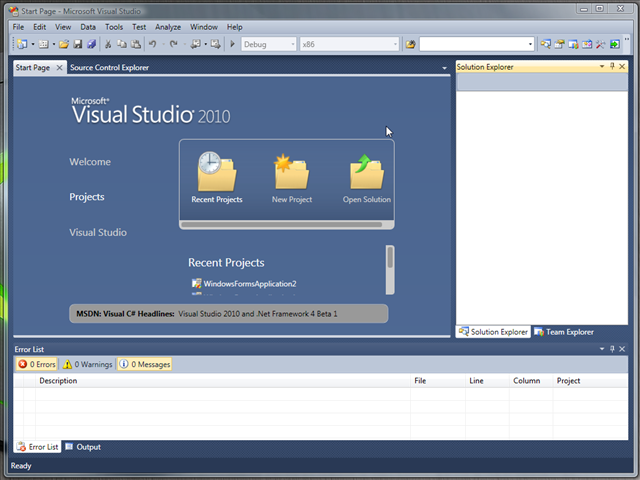 Start Page - Microsoft Visual Studio
File Edit View Debug Team Data Tools Test Analyze Window Help
Debug x86
Start Page Source Control Explorer
Solution Explorer
Microsoft®
Visual Studio® 2010
Welcome
Projects
Visual Studio
Recent Projects New Project Open Solution
Recent Projects
WindowsFormsApplication2
MSDN: Visual C# Headlines: Visual Studio 2010 and .Net Framework 4 Beta 1
Solution Explorer Team Explorer
Error List
0 Errors 0 Warnings 0 Messages
Description File Line Column Project
Error List Output
Ready